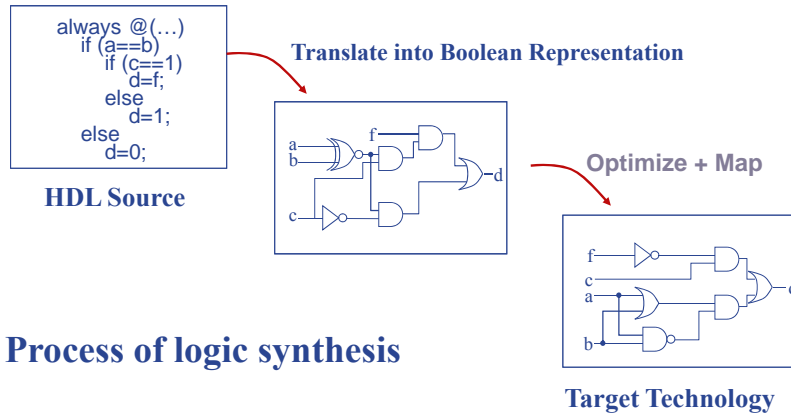 always @(...)
if (a==b)
if (c==1)
d=f;
else
d=1;
else
d=0;
HDL Source
Translate into Boolean Representation
a
b
c
f
d
Optimize + Map
f
c
a
b
Target Technology
Process of logic synthesis